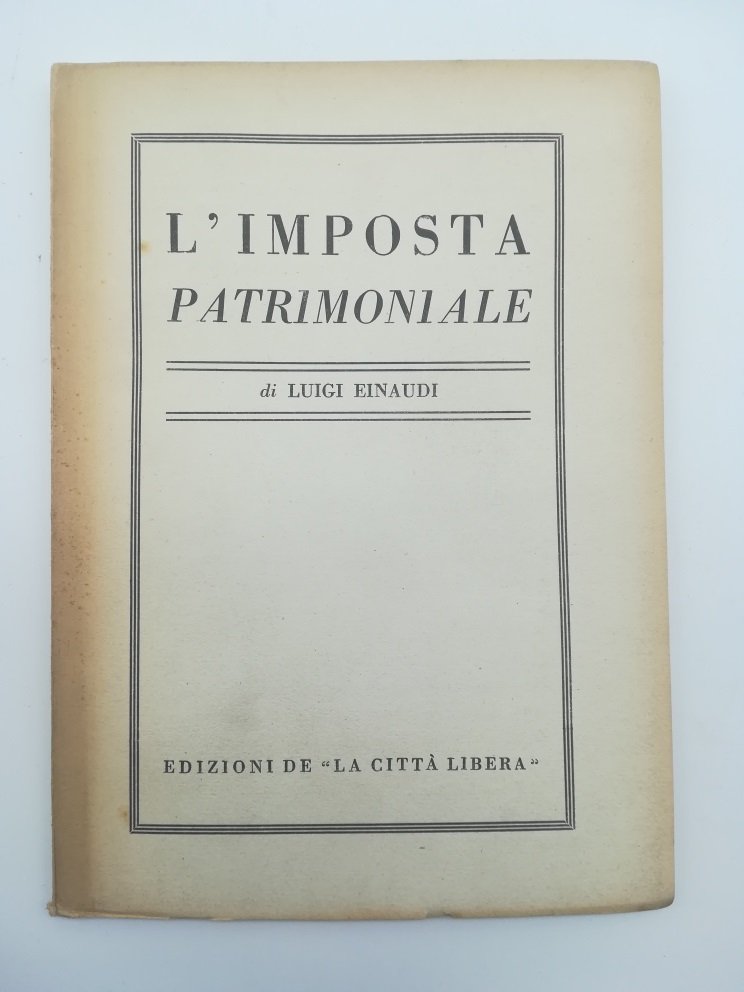 L'IMPOSTA
PATRIMONIALE
di LUIGI EINAUDI
EDIZIONI DE “LA CITTÀ LIBERA”